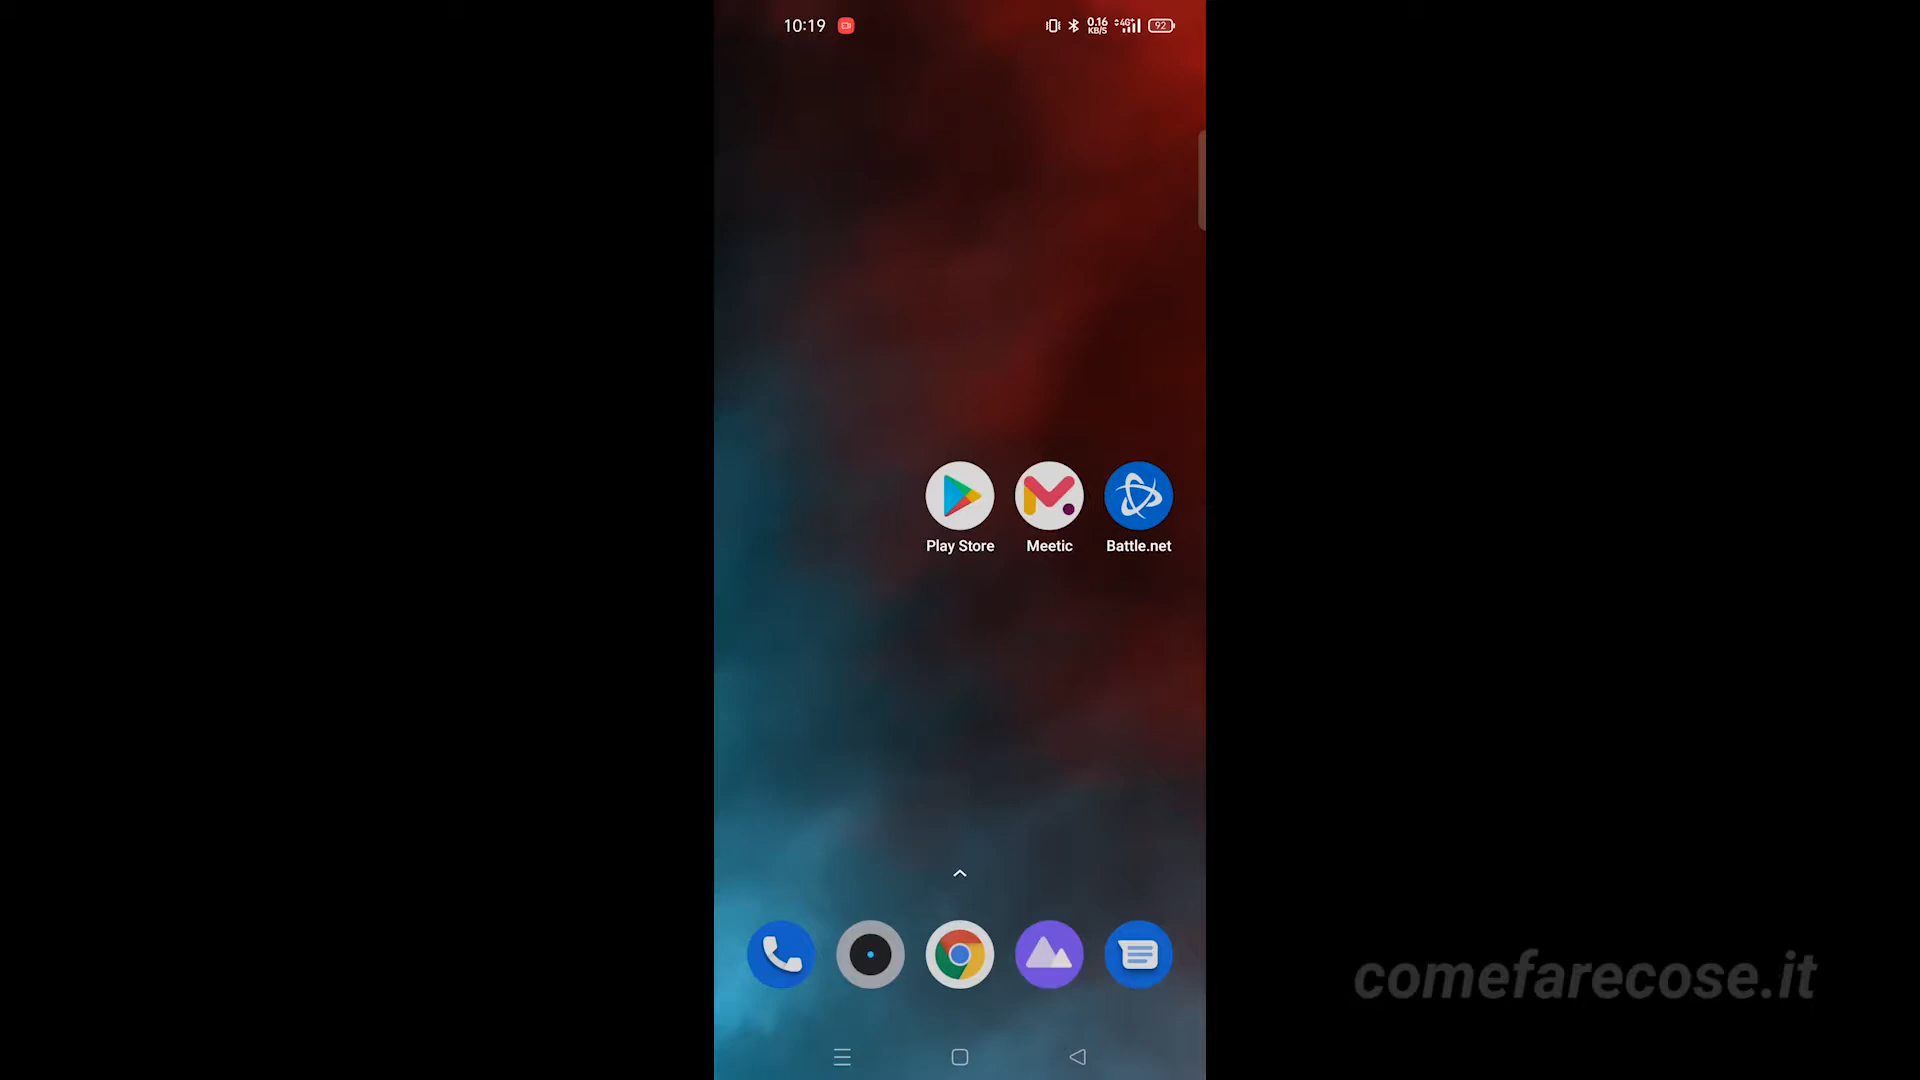 10:19
0.16
KB/S
4G+
92
Play Store
Meetic
Battle.net
comefarecose.it